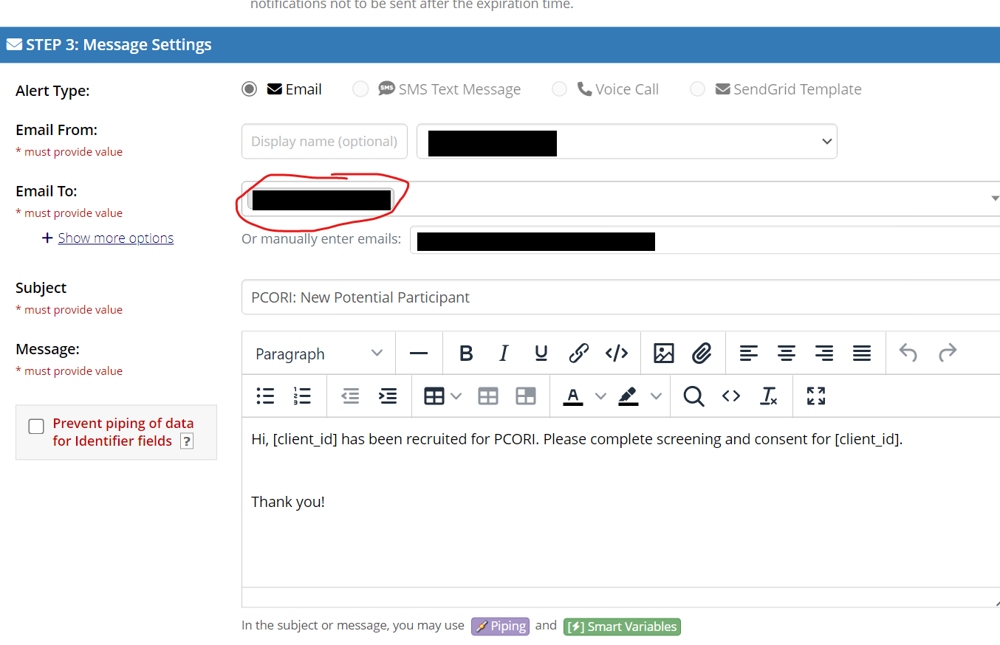 notifications not to be sent after the expiration time.
STEP 3: Message Settings
Alert Type:
Email
SMS
SMS Text Message
Voice Call
SendGrid Template
Email From:
* must provide value
Display name (optional)
Email To:
* must provide value
+ Show more options
Or manually enter emails:
Subject
* must provide value
PCORI: New Potential Participant
Message:
* must provide value
Paragraph
Prevent piping of data
for Identifier fields ?
Hi, [client_id] has been recruited for PCORI. Please complete screening and consent for [client_id].
Thank you!
In the subject or message, you may use Piping and [⚡] Smart Variables